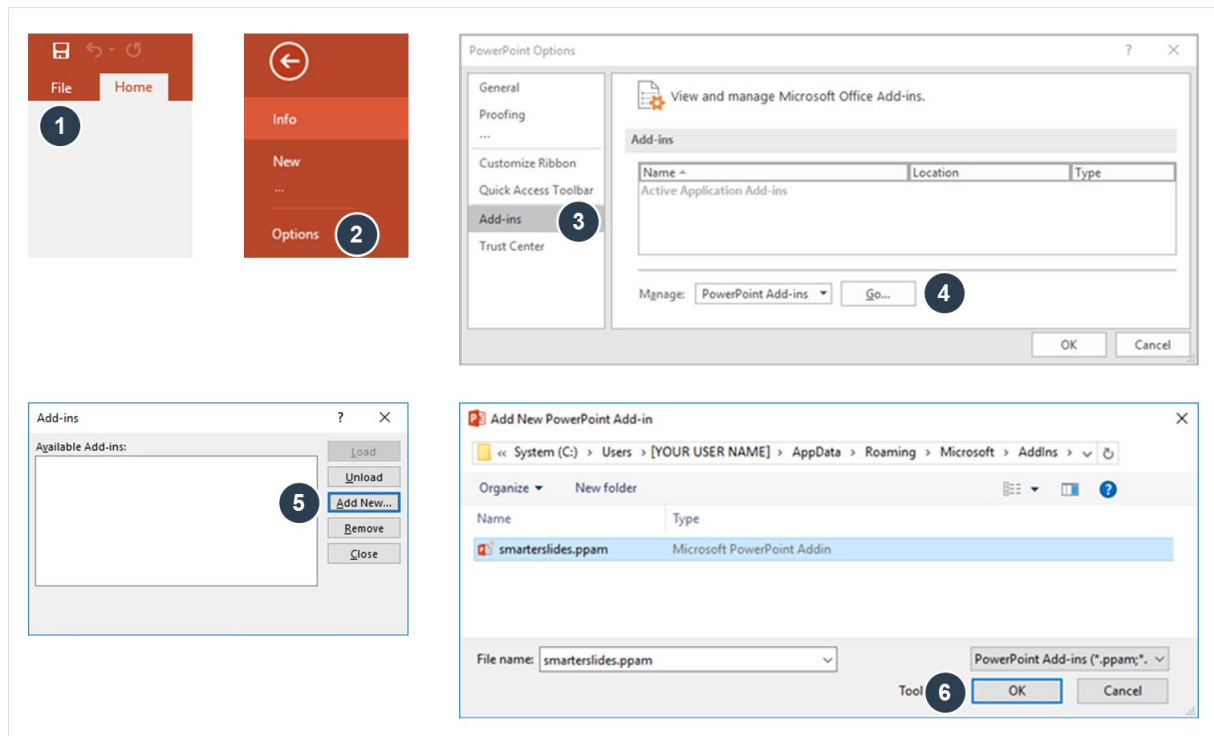 File Home
1
Info
New
...
Options 2
PowerPoint Options ? ×
General
Proofing
...
Customize Ribbon
Quick Access Toolbar
Add-ins 3
Trust Center
View and manage Microsoft Office Add-ins.
Add-ins
Name Location Type
Active Application Add-ins
Manage: PowerPoint Add-ins Go... 4
OK Cancel
Add-ins ? ×
Available Add-ins:
Load
Unload
5 Add New...
Remove
Close
Add New PowerPoint Add-in ×
« System (C:) › Users › [YOUR USER NAME] › AppData › Roaming › Microsoft › AddIns ›
Organize New folder ?
Name Type
smarterslides.ppam Microsoft PowerPoint Addin
File name: smarterslides.ppam PowerPoint Add-ins (*.ppam;*.
Tool 6 OK Cancel